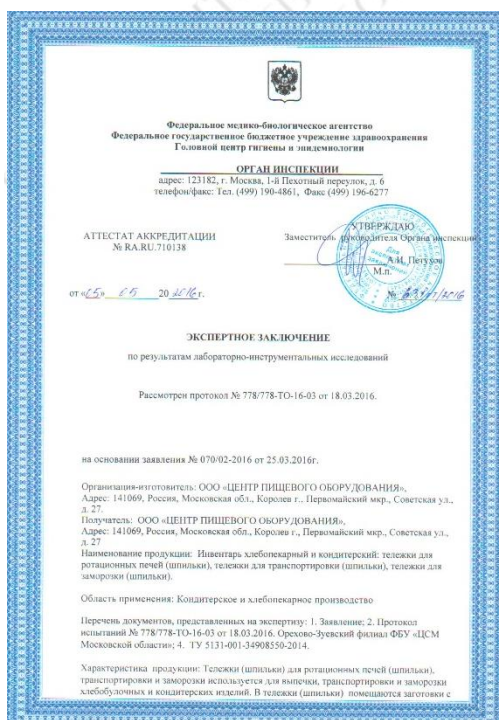 Федеральное медико-биологическое агентство
Федеральное государственное бюджетное учреждение здравоохранения
Головной центр гигиены и эпидемиологии
ОРГАН ИНСПЕКЦИИ
адрес: 123182, г. Москва, 1-й Пехотный переулок, д. 6
телефон/факс: Тел. (499) 190-4861, Факс (499) 196-6277
АТТЕСТАТ АККРЕДИТАЦИИ
№ RA.RU.710138
УТВЕРЖДАЮ
Заместитель руководителя Органа инспекции
А.И. Петухов
М.п.
от «05» 05 2016 г.
№
ЭКСПЕРТНОЕ ЗАКЛЮЧЕНИЕ
по результатам лабораторно-инструментальных исследований
Рассмотрен протокол № 778/778-ТО-16-03 от 18.03.2016.
на основании заявления № 070/02-2016 от 25.03.2016г.
Организация-изготовитель: ООО «ЦЕНТР ПИЩЕВОГО ОБОРУДОВАНИЯ»,
Адрес: 141069, Россия, Московская обл., Королев г., Первомайский мкр., Советская ул.,
д. 27.
Получатель: ООО «ЦЕНТР ПИЩЕВОГО ОБОРУДОВАНИЯ»,
Адрес: 141069, Россия, Московская обл., Королев г., Первомайский мкр., Советская ул.,
д. 27
Наименование продукции: Инвентарь хлебопекарный и кондитерский: тележки для
ротационных печей (шпильки), тележки для транспортировки (шпильки), тележки для
заморозки (шпильки).
Область применения: Кондитерское и хлебопекарное производство
Перечень документов, представленных на экспертизу: 1. Заявление; 2. Протокол
испытаний № 778/778-ТО-16-03 от 18.03.2016. Орехово-Зуевский филиал ФБУ «ЦСМ
Московской области»; 4. ТУ 5131-001-34908550-2014.
Характеристика продукции: Тележки (шпильки) для ротационных печей (шпильки),
транспортировки и заморозки используется для выпечки, транспортировки и заморозки
хлебобулочных и кондитерских изделий. В тележки (шпильки) помещаются заготовки с